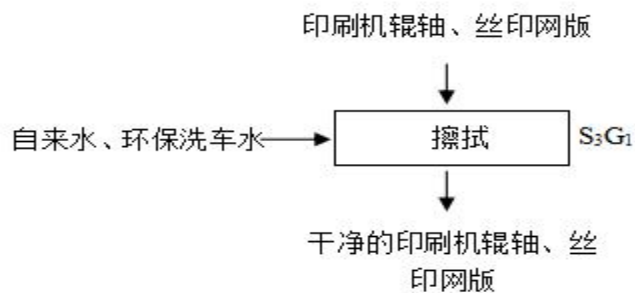 印刷机辊轴、丝印网版
自来水、环保洗车水
擦拭
S₃G₁
干净的印刷机辊轴、丝
印网版